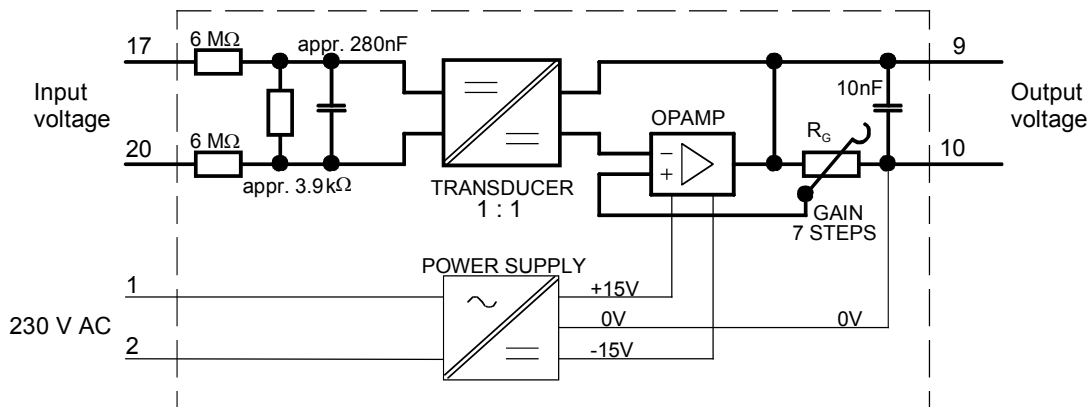 17
6 MΩ
appr. 280nF
9
Input
voltage
10nF
Output
voltage
OPAMP
−
+
R_G
20
6 MΩ
appr. 3.9kΩ
10
TRANSDUCER
1 : 1
GAIN
7 STEPS
POWER SUPPLY
1
+15V
230 V AC
0V
0V
2
-15V